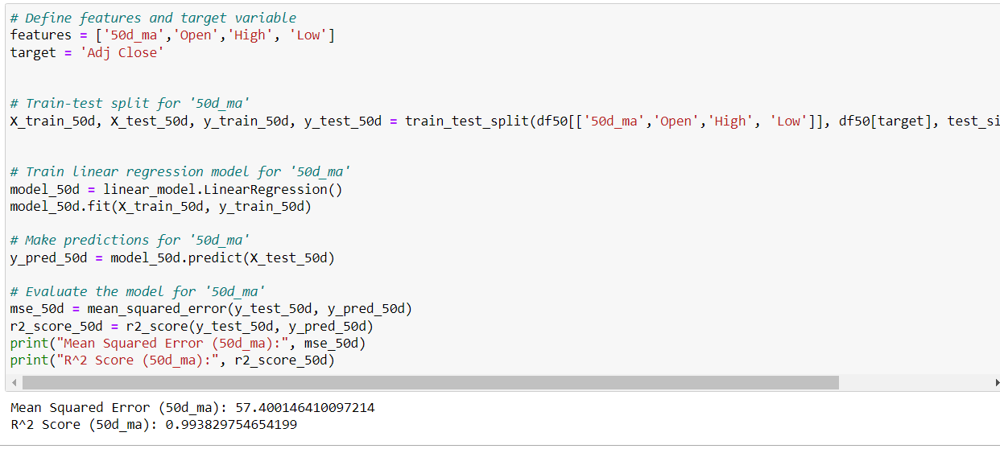 # Define features and target variable
features = ['50d_ma','Open','High', 'Low']
target = 'Adj Close'
# Train-test split for '50d_ma'
X_train_50d, X_test_50d, y_train_50d, y_test_50d = train_test_split(df50[['50d_ma','Open','High', 'Low']], df50[target], test_si
# Train linear regression model for '50d_ma'
model_50d = linear_model.LinearRegression()
model_50d.fit(X_train_50d, y_train_50d)
# Make predictions for '50d_ma'
y_pred_50d = model_50d.predict(X_test_50d)
# Evaluate the model for '50d_ma'
mse_50d = mean_squared_error(y_test_50d, y_pred_50d)
r2_score_50d = r2_score(y_test_50d, y_pred_50d)
print("Mean Squared Error (50d_ma):", mse_50d)
print("R^2 Score (50d_ma):", r2_score_50d)
Mean Squared Error (50d_ma): 57.400146410097214
R^2 Score (50d_ma): 0.993829754654199